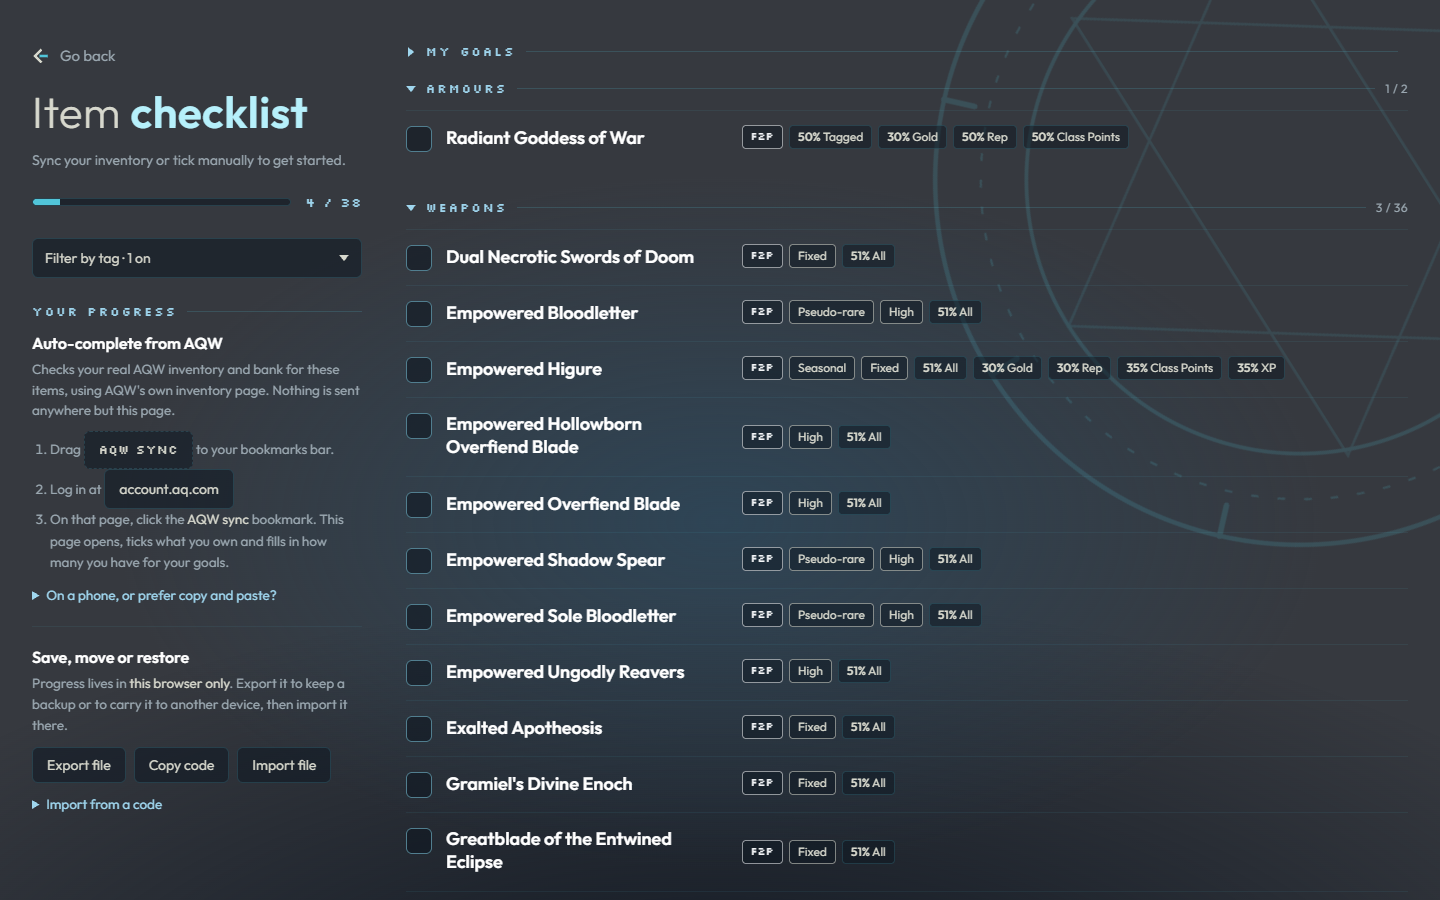 Go back
Item checklist
Sync your inventory or tick manually to get started.
4 / 38
Filter by tag · 1 on
YOUR PROGRESS
Auto-complete from AQW
Checks your real AQW inventory and bank for these
items, using AQW's own inventory page. Nothing is sent
anywhere but this page.
1. Drag AQW SYNC to your bookmarks bar.
2. Log in at account.aq.com
3. On that page, click the AQW sync bookmark. This
page opens, ticks what you own and fills in how
many you have for your goals.
On a phone, or prefer copy and paste?
Save, move or restore
Progress lives in this browser only. Export it to keep a
backup or to carry it to another device, then import it
there.
Export file Copy code Import file
Import from a code
MY GOALS
ARMOURS 1 / 2
Radiant Goddess of War F2P 50% Tagged 30% Gold 50% Rep 50% Class Points
WEAPONS 3 / 36
Dual Necrotic Swords of Doom F2P Fixed 51% All
Empowered Bloodletter F2P Pseudo-rare High 51% All
Empowered Higure F2P Seasonal Fixed 51% All 30% Gold 30% Rep 35% Class Points 35% XP
Empowered Hollowborn
Overfiend Blade F2P High 51% All
Empowered Overfiend Blade F2P High 51% All
Empowered Shadow Spear F2P Pseudo-rare High 51% All
Empowered Sole Bloodletter F2P Pseudo-rare High 51% All
Empowered Ungodly Reavers F2P High 51% All
Exalted Apotheosis F2P Fixed 51% All
Gramiel's Divine Enoch F2P Fixed 51% All
Greatblade of the Entwined
Eclipse F2P Fixed 51% All